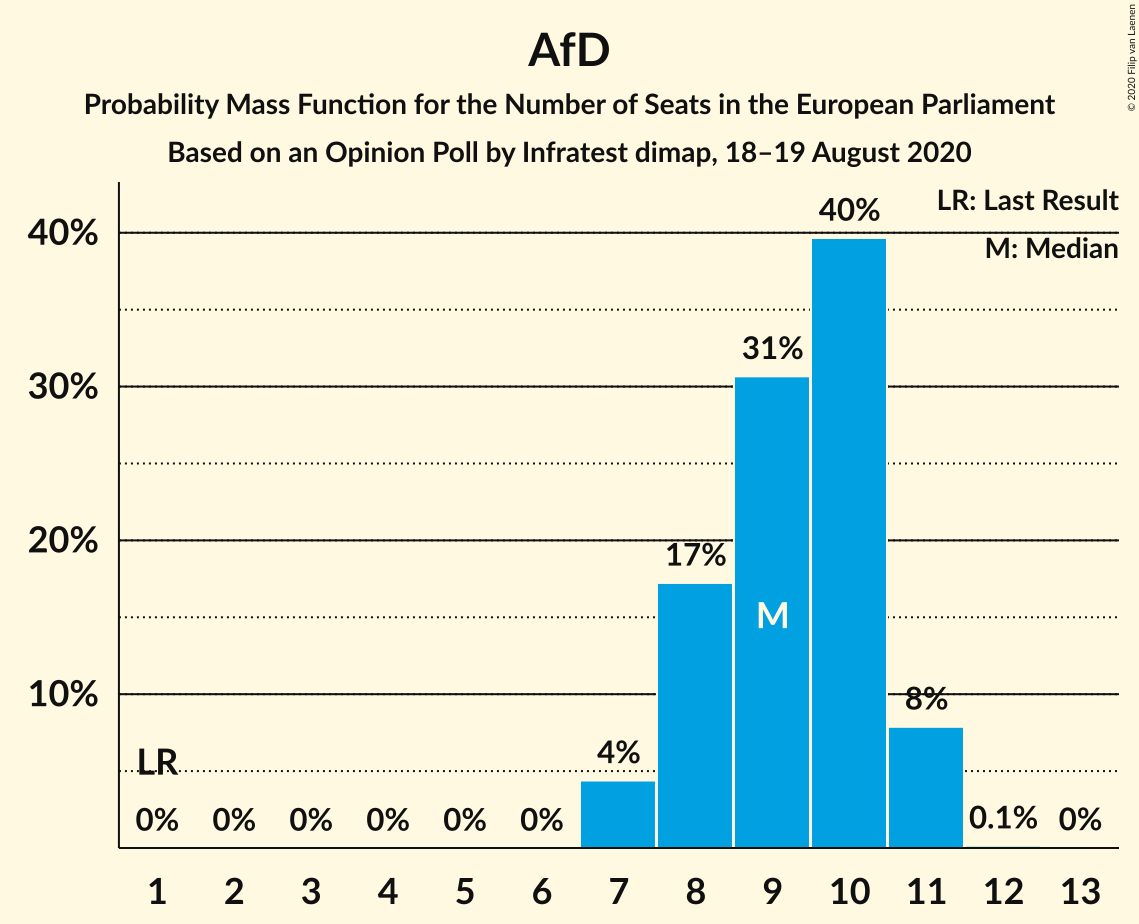 AfD
Probability Mass Function for the Number of Seats in the European Parliament
Based on an Opinion Poll by Infratest dimap, 18–19 August 2020
© 2020 Filip van Laenen
LR: Last Result
M: Median
40%
30%
20%
10%
LR
0%
0%
0%
0%
0%
0%
4%
17%
31%
M
40%
8%
0.1%
0%
1 2 3 4 5 6 7 8 9 10 11 12 13